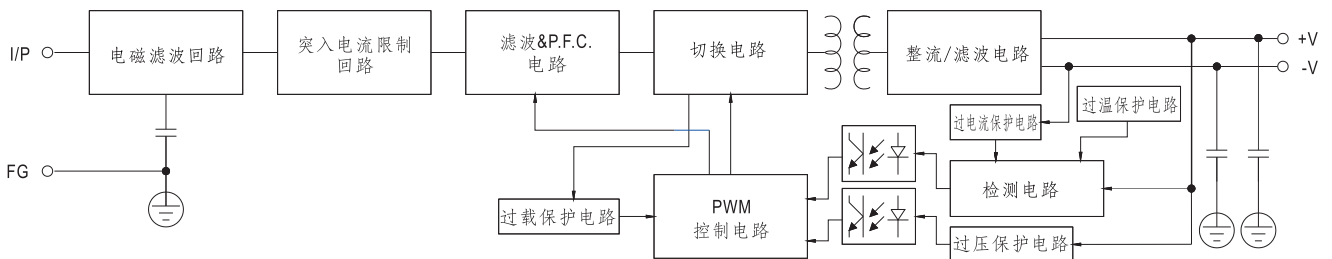 I/P
电磁滤波回路
突入电流限制
回路
滤波&P.F.C.
电路
切换电路
整流/滤波电路
+V
-V
过电流保护电路
过温保护电路
FG
检测电路
过载保护电路
PWM
控制电路
过压保护电路